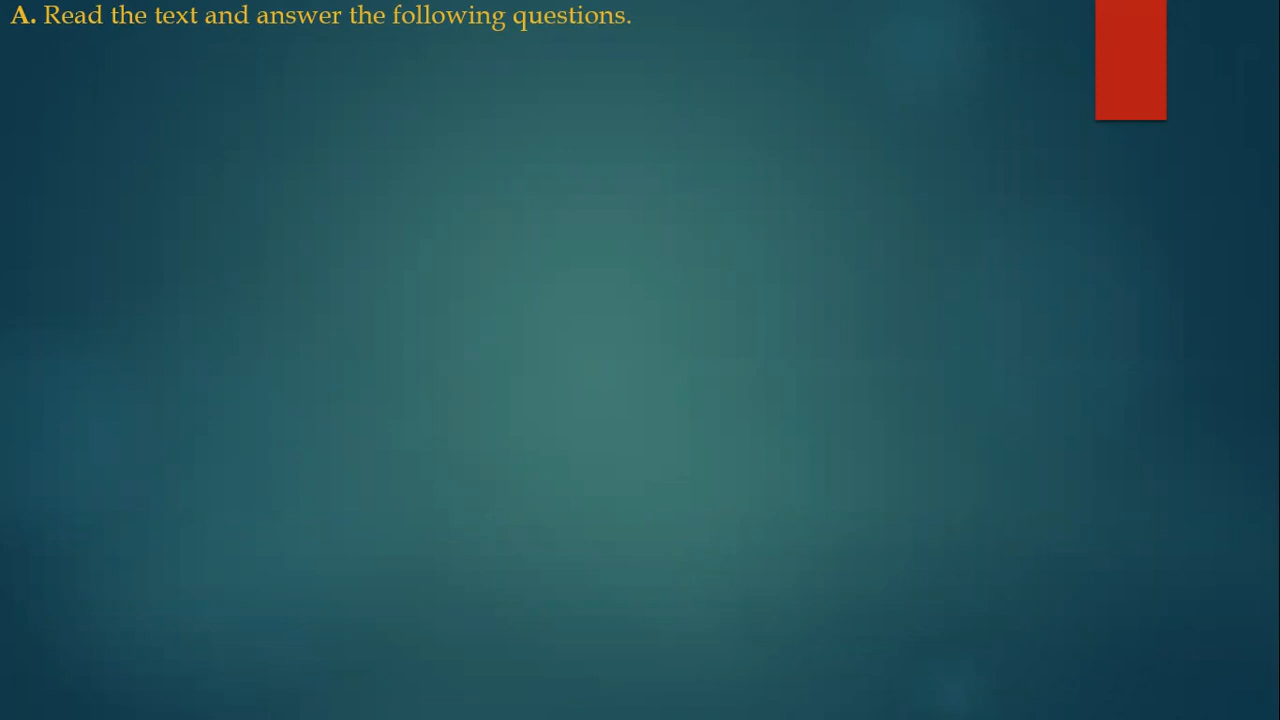 A. Read the text and answer the following questions.